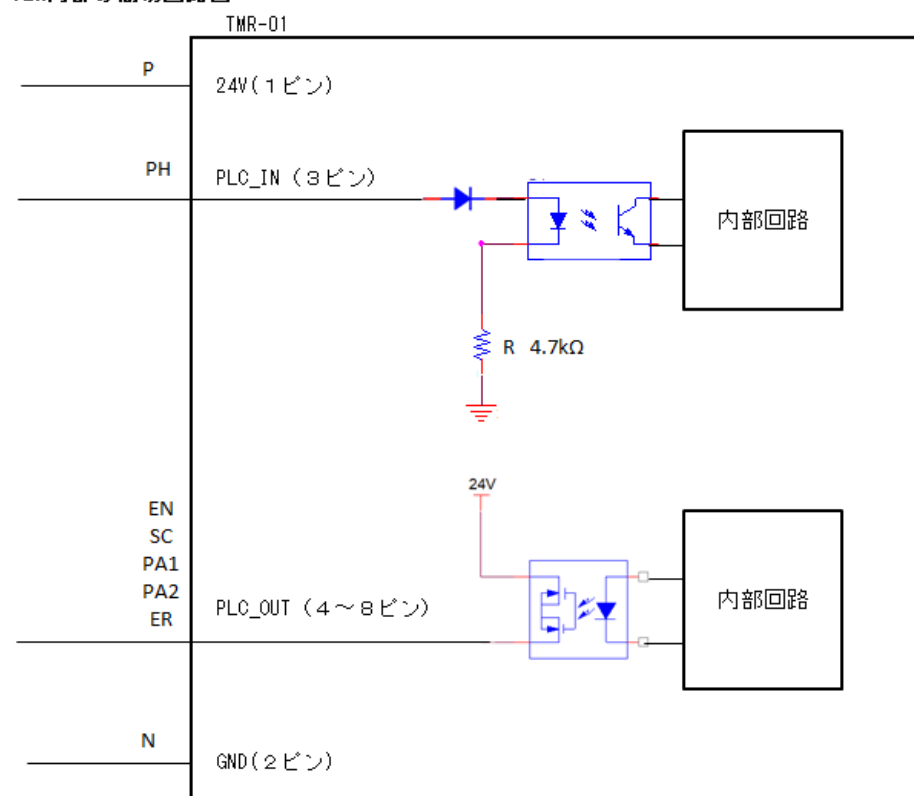 TMR-01
P
24V(1ピン)
PH
PLC_IN (3ピン)
内部回路
R 4.7kΩ
24V
EN
SC
PA1
PA2
ER
PLC_OUT (4～8ピン)
内部回路
N
GND(2ピン)